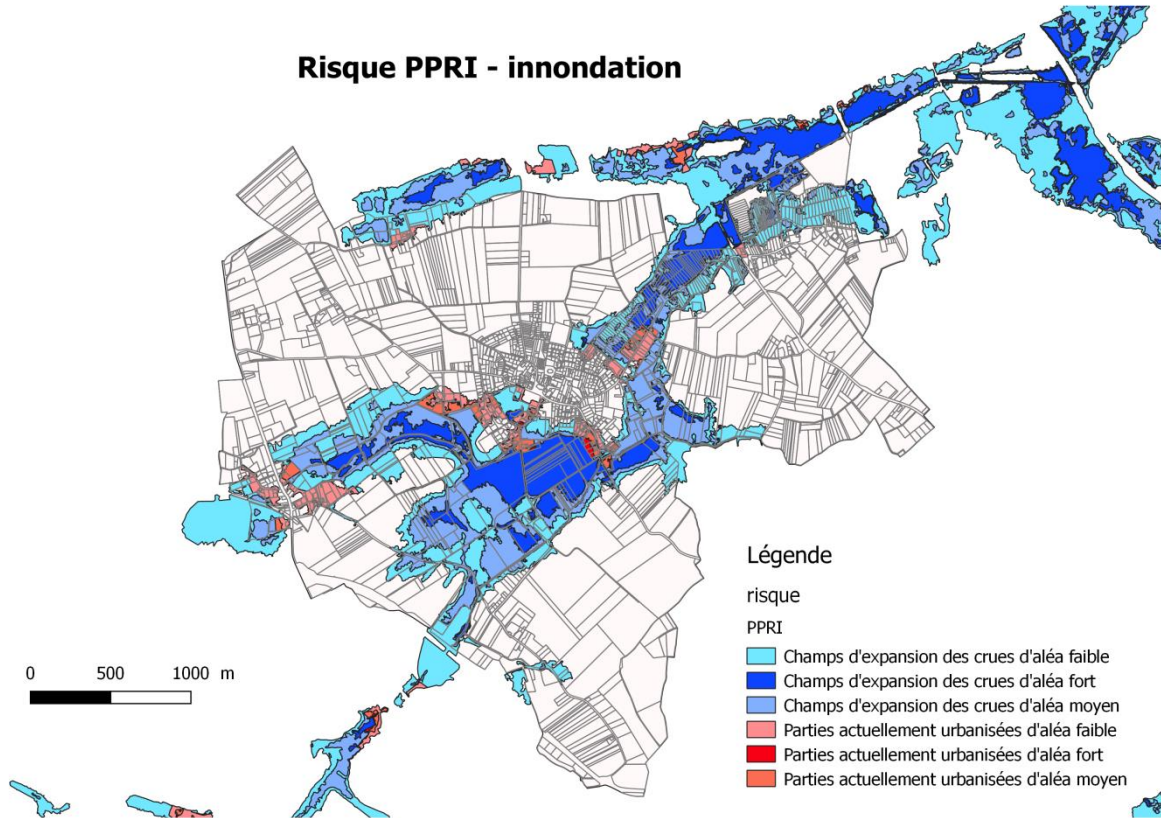 Risque PPRI - innondation
Légende
risque
PPRI
Champs d'expansion des crues d'aléa faible
Champs d'expansion des crues d'aléa fort
Champs d'expansion des crues d'aléa moyen
Parties actuellement urbanisées d'aléa faible
Parties actuellement urbanisées d'aléa fort
Parties actuellement urbanisées d'aléa moyen
0 500 1000 m